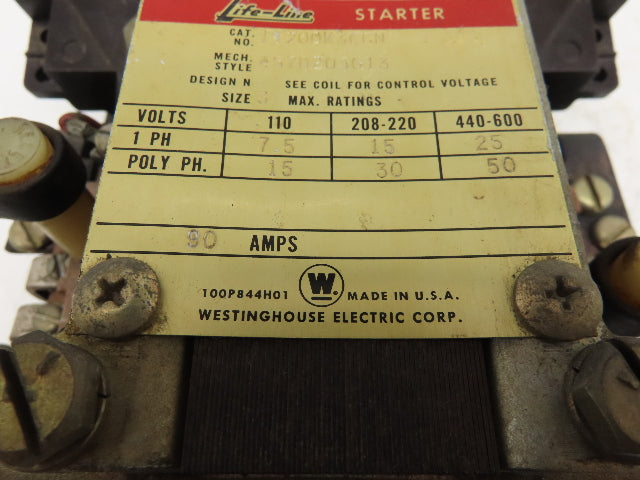 Life-Line STARTER
CAT. NO.
MECH. STYLE
DESIGN N SEE COIL FOR CONTROL VOLTAGE
SIZE MAX. RATINGS
VOLTS 110 208-220 440-600
1 PH 7.5 15 25
POLY PH. 15 30 50
90 AMPS
W
100P844H01 MADE IN U.S.A.
WESTINGHOUSE ELECTRIC CORP.